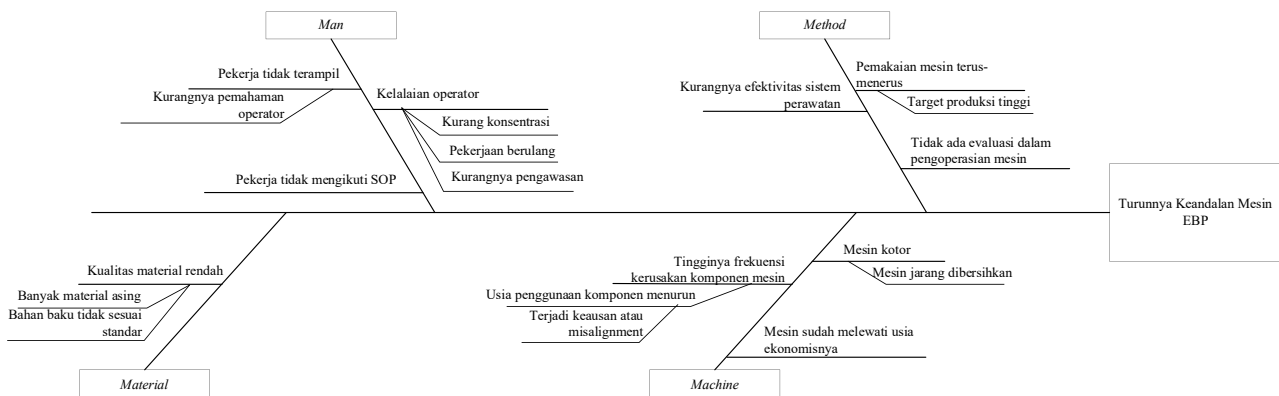 Man
Pekerja tidak terampil
Kurangnya pemahaman
operator
Kelalaian operator
Kurang konsentrasi
Pekerjaan berulang
Kurangnya pengawasan
Pekerja tidak mengikuti SOP
Method
Kurangnya efektivitas sistem
perawatan
Pemakaian mesin terus-
menerus
Target produksi tinggi
Tidak ada evaluasi dalam
pengoperasian mesin
Turunnya Keandalan Mesin
EBP
Kualitas material rendah
Banyak material asing
Bahan baku tidak sesuai
standar
Material
Tingginya frekuensi
kerusakan komponen mesin
Usia penggunaan komponen menurun
Terjadi keausan atau
misalignment
Mesin kotor
Mesin jarang dibersihkan
Mesin sudah melewati usia
ekonomisnya
Machine